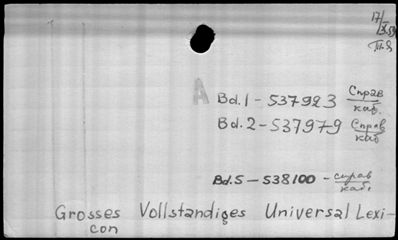 17/
A Bd.1 - 537923 Справ каб.
Bd.2 - 537979 Справ каб
Bd.5 - 538100 - справ каб.
Grosses Vollstandiges Universal Lexi-
con